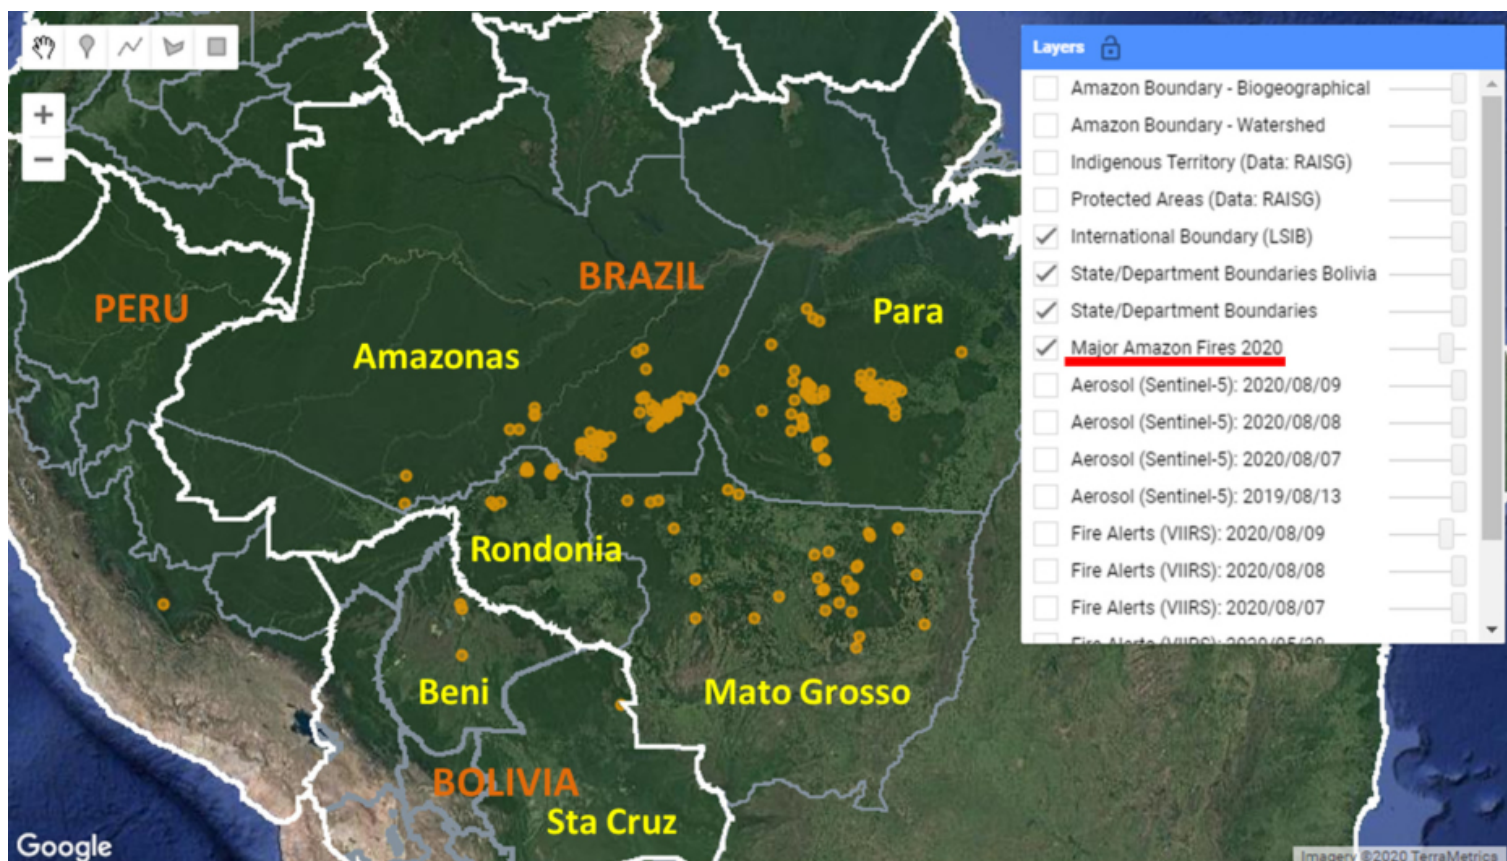 Layers
Amazon Boundary - Biogeographical
Amazon Boundary - Watershed
Indigenous Territory (Data: RAISG)
Protected Areas (Data: RAISG)
International Boundary (LSIB)
State/Department Boundaries Bolivia
State/Department Boundaries
Major Amazon Fires 2020
Aerosol (Sentinel-5): 2020/08/09
Aerosol (Sentinel-5): 2020/08/08
Aerosol (Sentinel-5): 2020/08/07
Aerosol (Sentinel-5): 2019/08/13
Fire Alerts (VIIRS): 2020/08/09
Fire Alerts (VIIRS): 2020/08/08
Fire Alerts (VIIRS): 2020/08/07
BRAZIL
PERU
Para
Amazonas
Rondonia
Beni
Mato Grosso
BOLIVIA
Sta Cruz
Google
Imagery ©2020 TerraMetrica